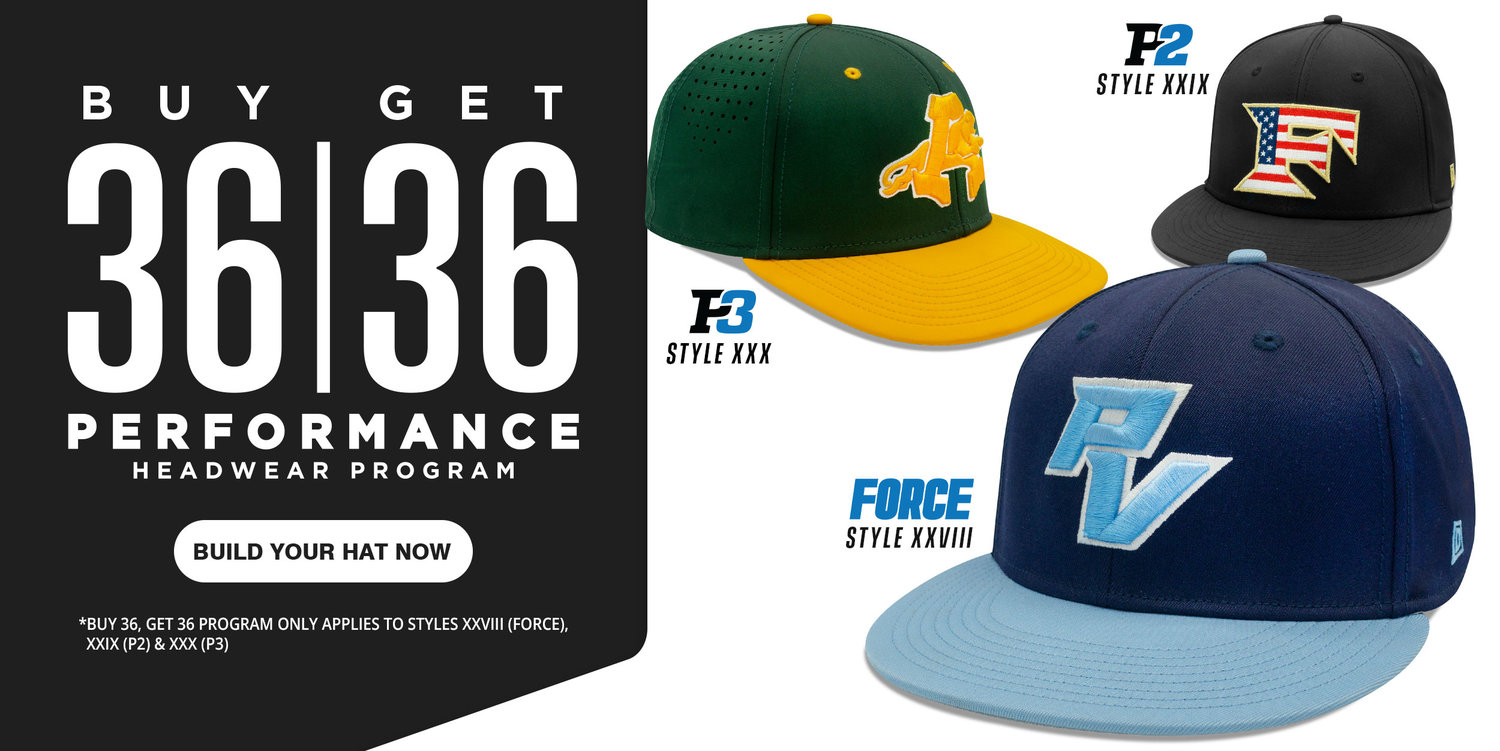 BUY GET
36|36
PERFORMANCE
HEADWEAR PROGRAM
BUILD YOUR HAT NOW
*BUY 36, GET 36 PROGRAM ONLY APPLIES TO STYLES XXVIII (FORCE),
XXIX (P2) & XXX (P3)
P3
STYLE XXX
P2
STYLE XXIX
F
FORCE
STYLE XXVIII
PV